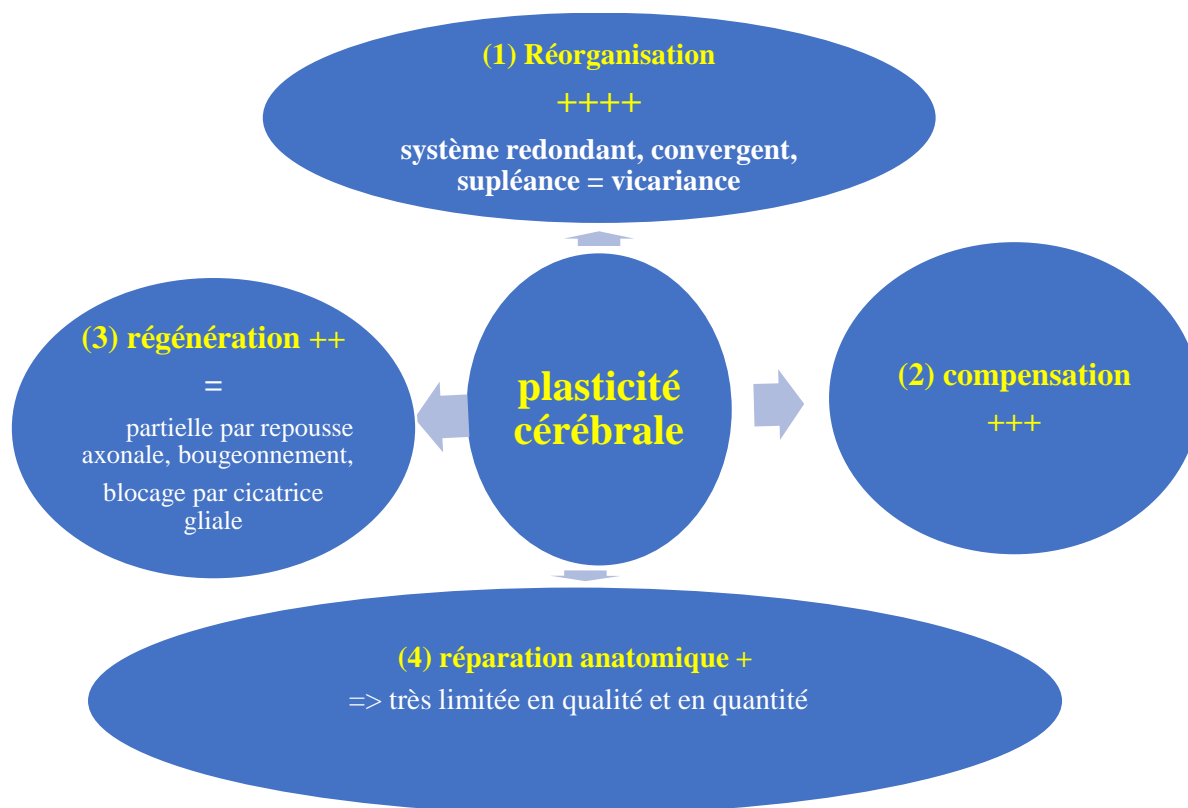 (1) Réorganisation
++++
système redondant, convergent,
supléance = vicariance
(3) régénération ++
=
partielle par repousse
axonale, bougeonnement,
blocage par cicatrice
gliale
plasticité
cérébrale
(2) compensation
+++
(4) réparation anatomique +
=> très limitée en qualité et en quantité